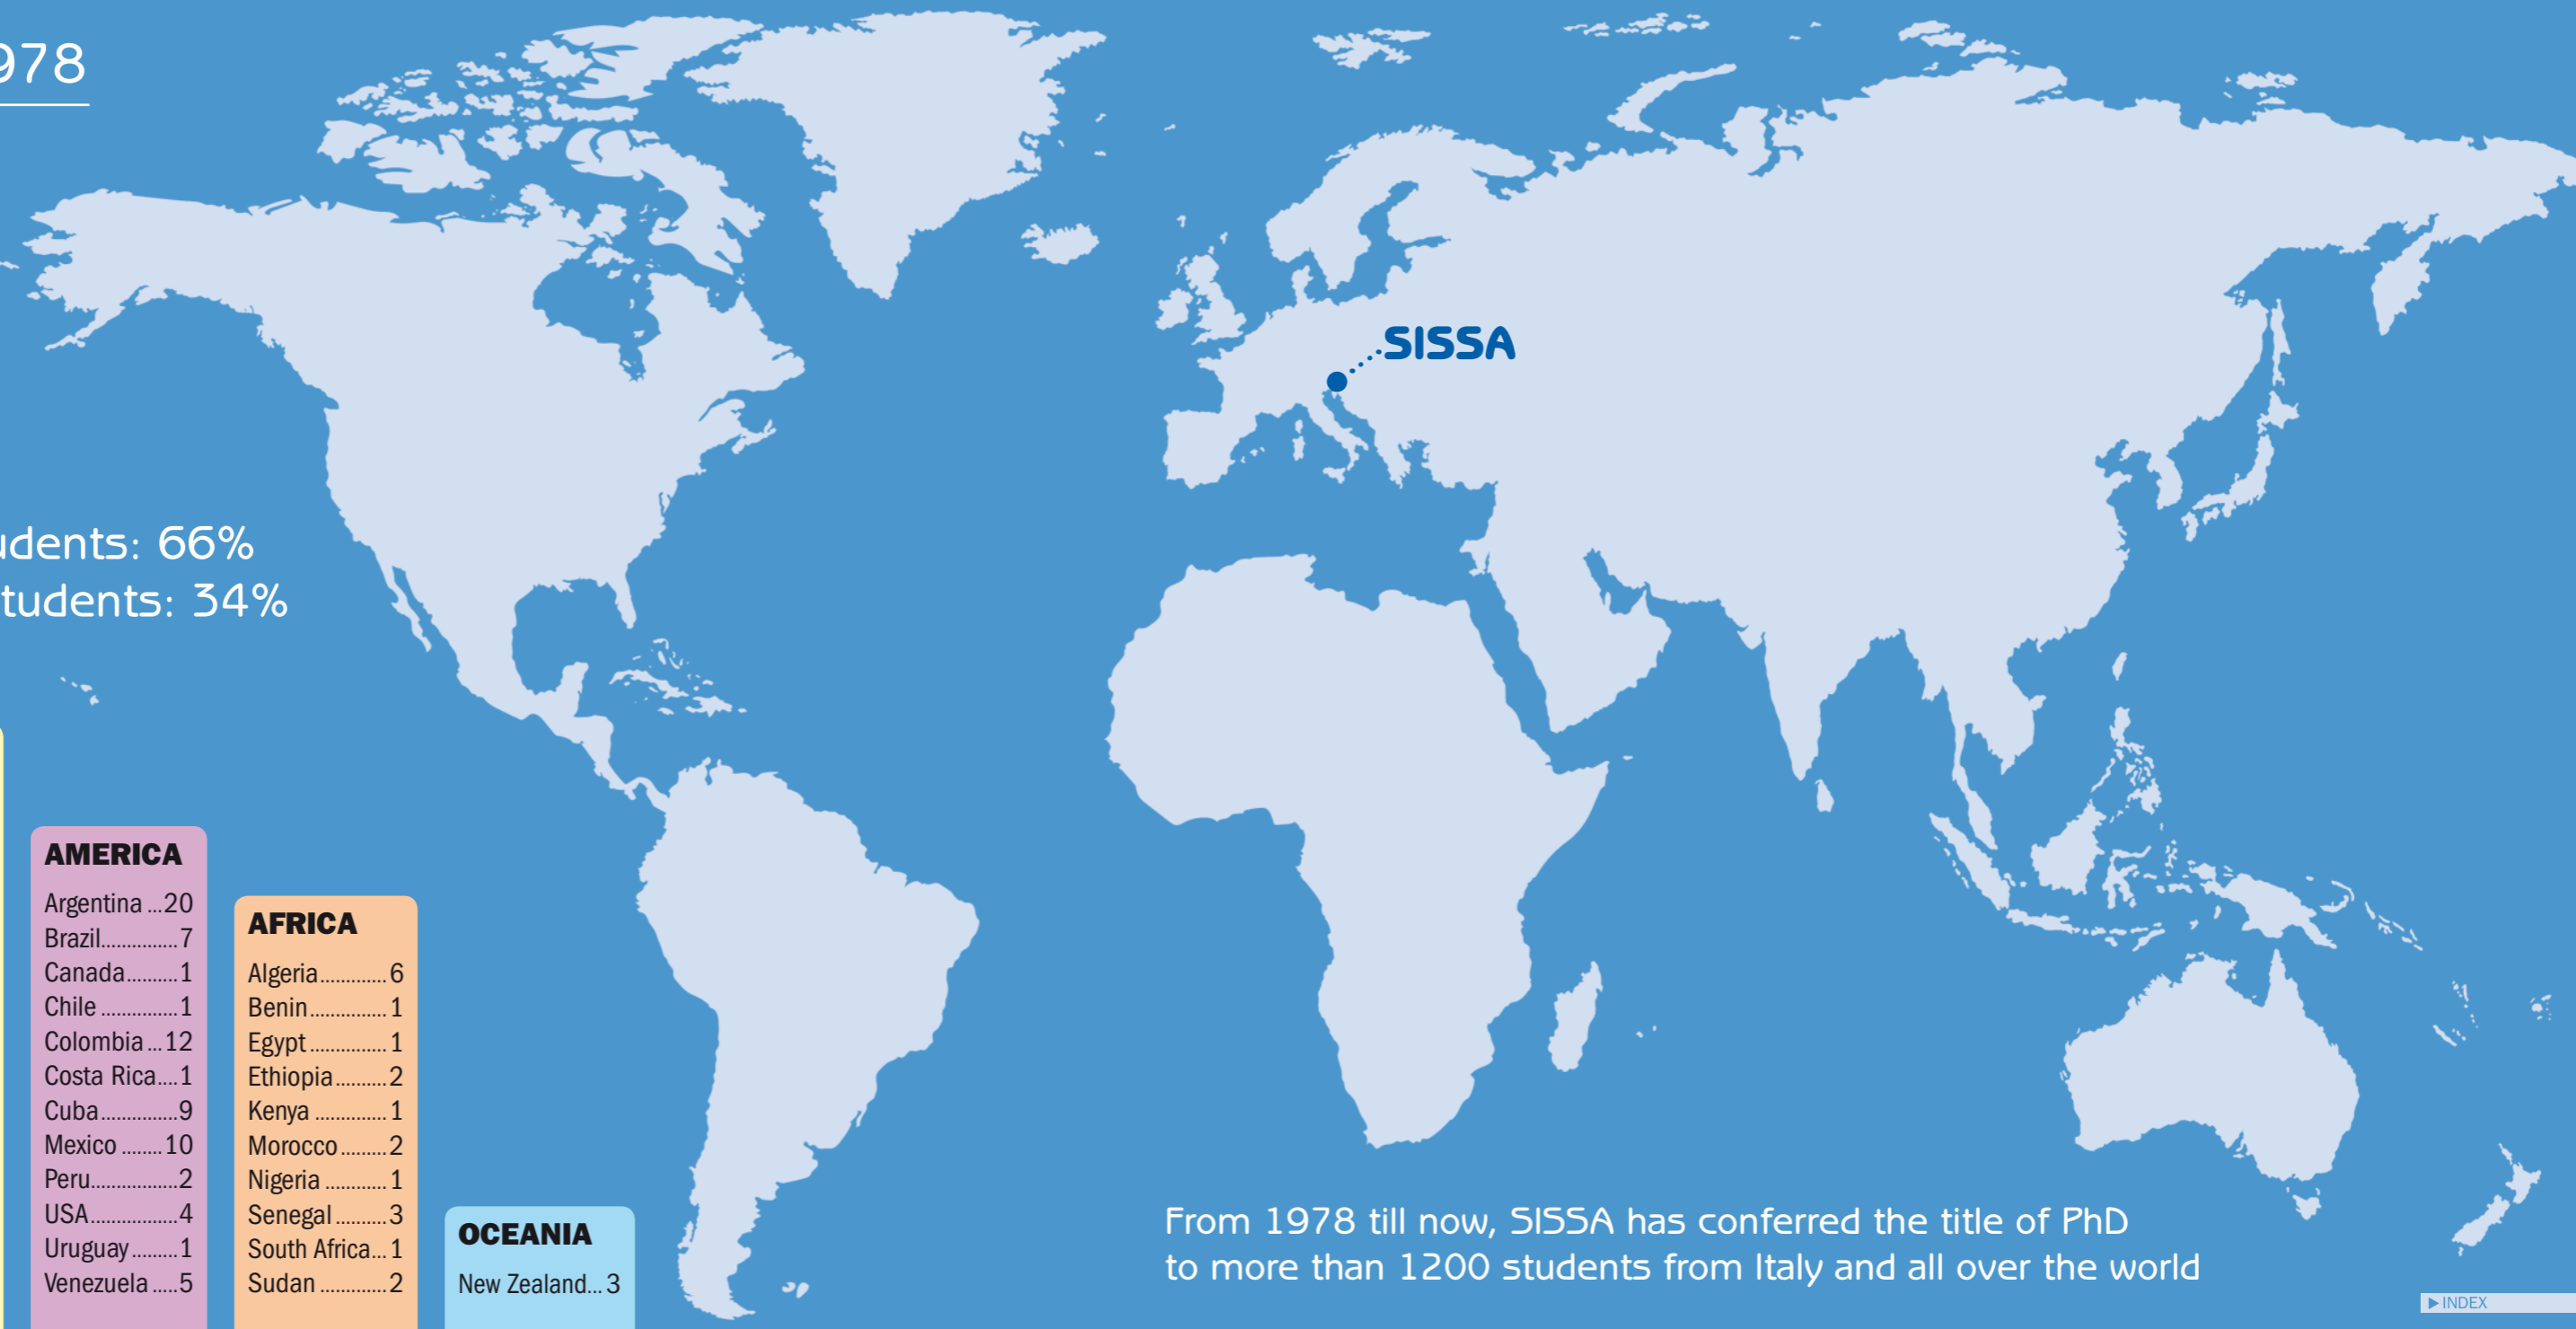 978
udents: 66%
tudents: 34%
SISSA
AMERICA
Argentina ...20
Brazil...............7
Canada..........1
Chile ...............1
Colombia ...12
Costa Rica....1
Cuba...............9
Mexico ........10
Peru.................2
USA.................4
Uruguay.........1
Venezuela .....5
AFRICA
Algeria.............6
Benin...............1
Egypt ...............1
Ethiopia..........2
Kenya ..............1
Morocco.........2
Nigeria ............1
Senegal ..........3
South Africa...1
Sudan .............2
OCEANIA
New Zealand...3
From 1978 till now, SISSA has conferred the title of PhD
to more than 1200 students from Italy and all over the world
▶ INDEX